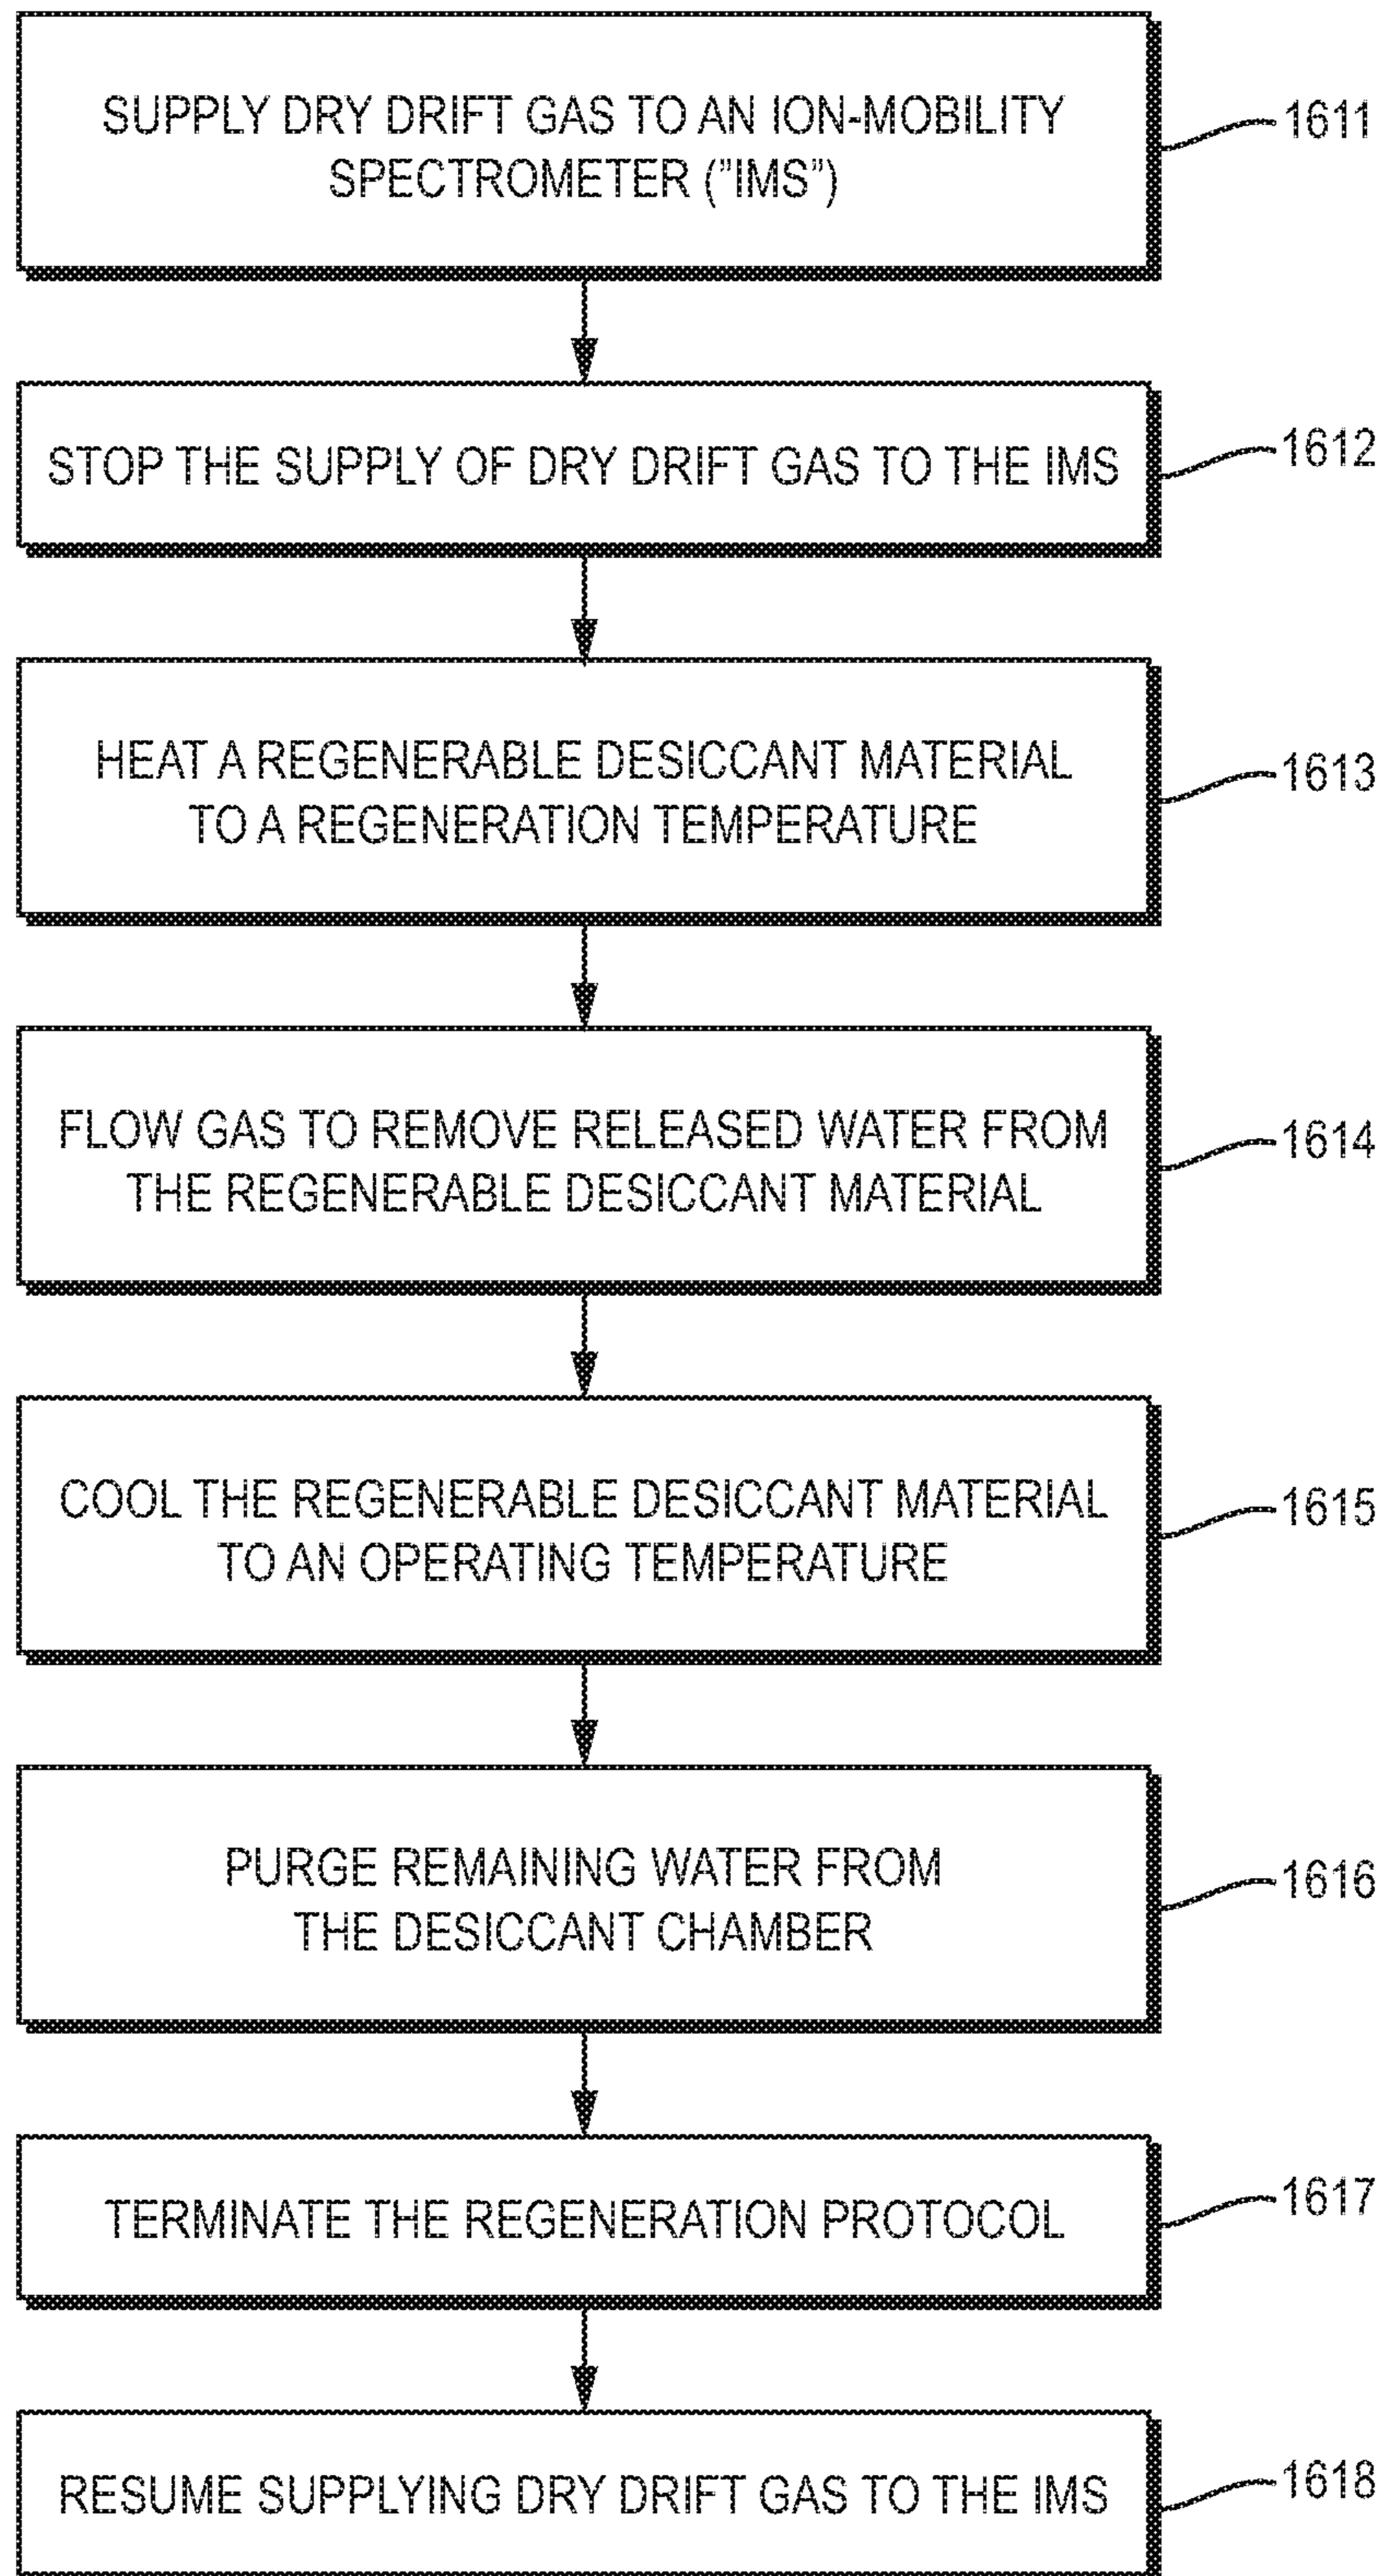 SUPPLY DRY DRIFT GAS TO AN ION-MOBILITY
SPECTROMETER ("IMS")
1611
STOP THE SUPPLY OF DRY DRIFT GAS TO THE IMS
1612
HEAT A REGENERABLE DESICCANT MATERIAL
TO A REGENERATION TEMPERATURE
1613
FLOW GAS TO REMOVE RELEASED WATER FROM
THE REGENERABLE DESICCANT MATERIAL
1614
COOL THE REGENERABLE DESICCANT MATERIAL
TO AN OPERATING TEMPERATURE
1615
PURGE REMAINING WATER FROM
THE DESICCANT CHAMBER
1616
TERMINATE THE REGENERATION PROTOCOL
1617
RESUME SUPPLYING DRY DRIFT GAS TO THE IMS
1618